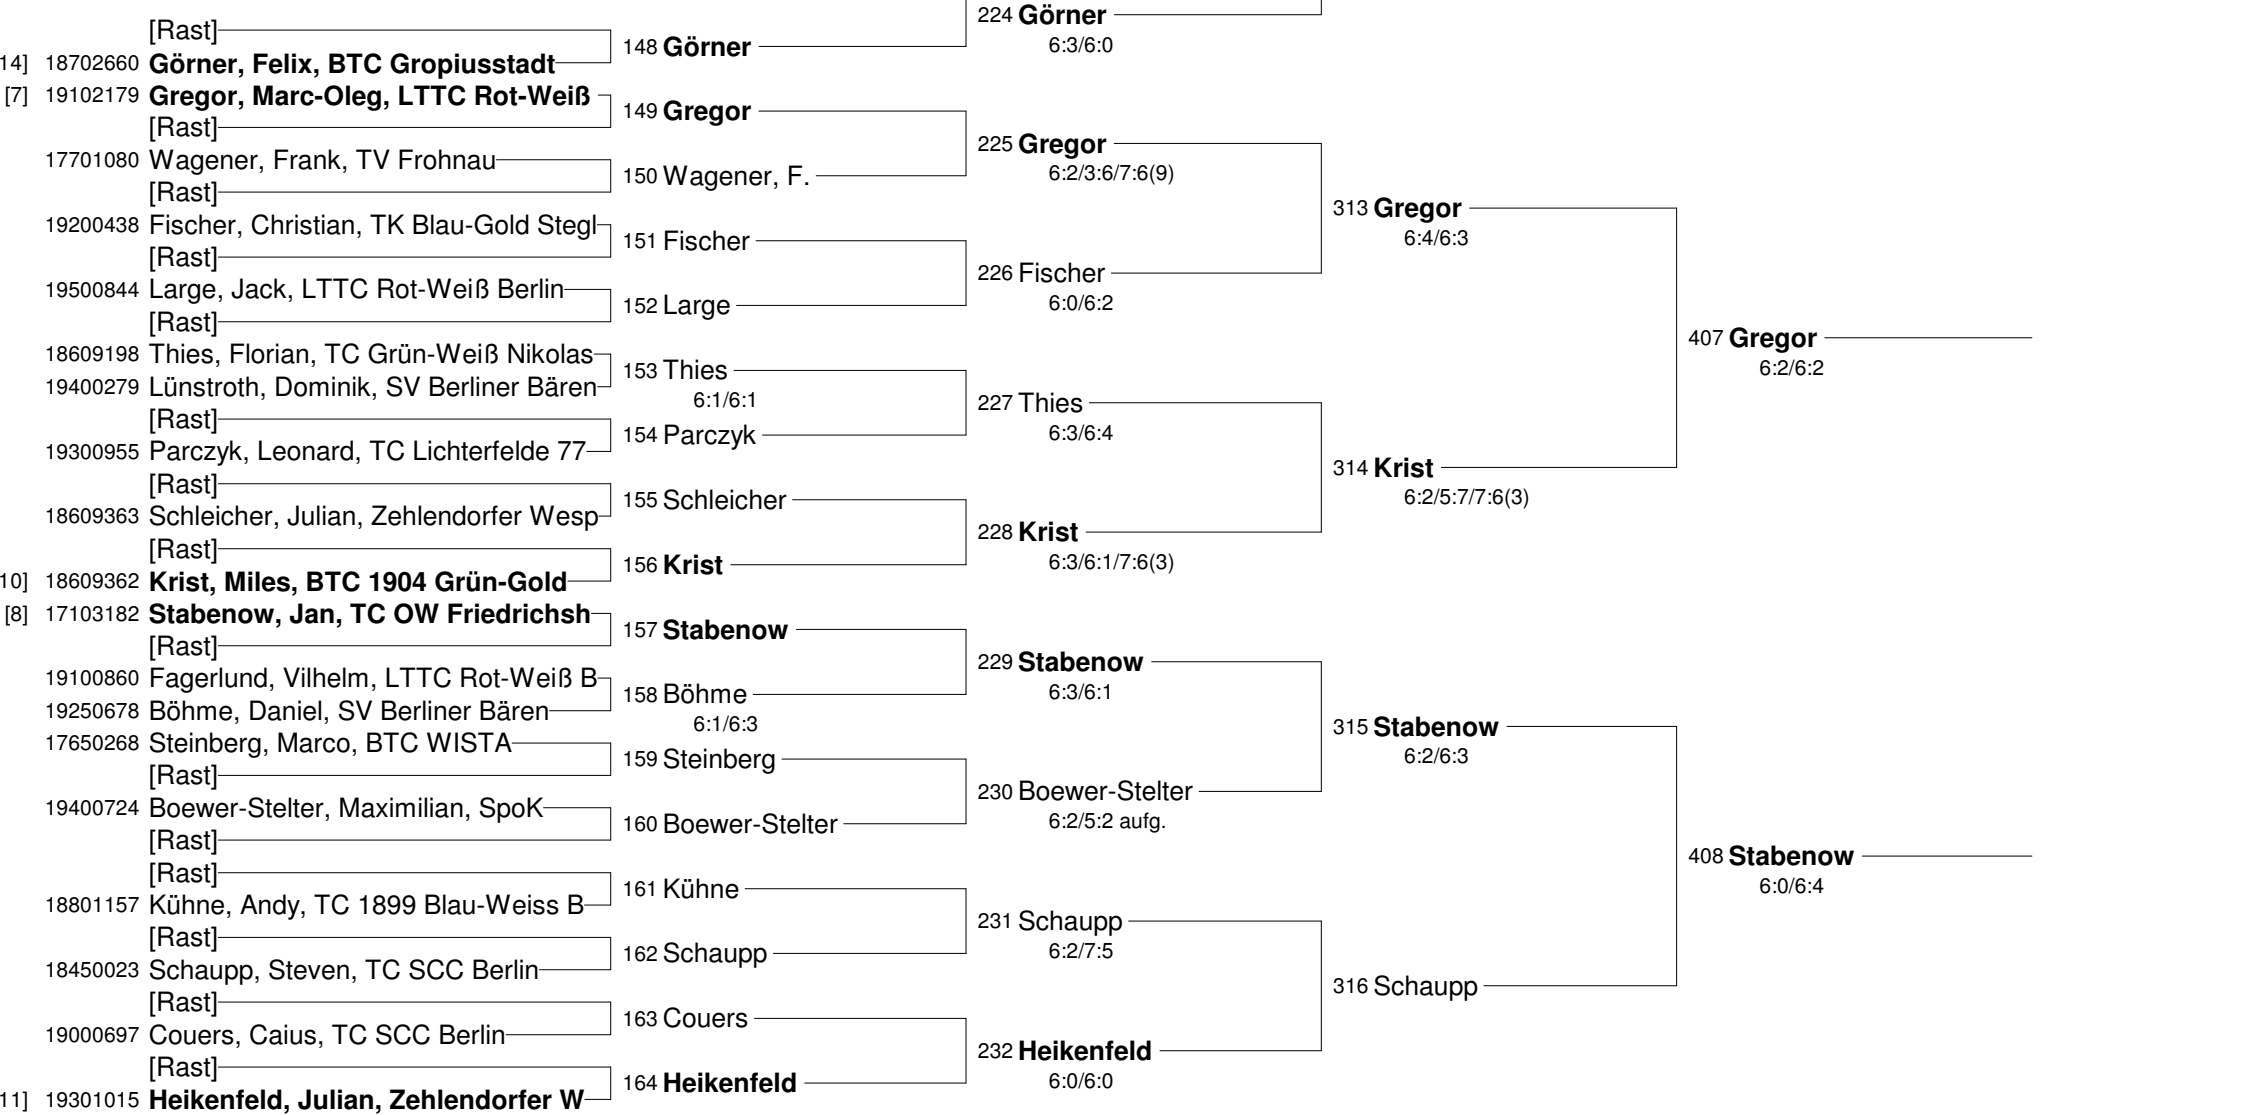 224 Görner
[Rast]
6:3/6:0
148 Görner
14] 18702660 Görner, Felix, BTC Gropiusstadt
[7] 19102179 Gregor, Marc-Oleg, LTTC Rot-Weiß
149 Gregor
[Rast]
225 Gregor
17701080 Wagener, Frank, TV Frohnau
6:2/3:6/7:6(9)
150 Wagener, F.
[Rast]
313 Gregor
19200438 Fischer, Christian, TK Blau-Gold Stegl
6:4/6:3
151 Fischer
[Rast]
226 Fischer
19500844 Large, Jack, LTTC Rot-Weiß Berlin
6:0/6:2
152 Large
[Rast]
407 Gregor
18609198 Thies, Florian, TC Grün-Weiß Nikolas
6:2/6:2
153 Thies
19400279 Lünstroth, Dominik, SV Berliner Bären
6:1/6:1
227 Thies
[Rast]
6:3/6:4
154 Parczyk
19300955 Parczyk, Leonard, TC Lichterfelde 77
314 Krist
[Rast]
6:2/5:7/7:6(3)
155 Schleicher
18609363 Schleicher, Julian, Zehlendorfer Wesp
228 Krist
[Rast]
6:3/6:1/7:6(3)
156 Krist
10] 18609362 Krist, Miles, BTC 1904 Grün-Gold
[8] 17103182 Stabenow, Jan, TC OW Friedrichsh
157 Stabenow
[Rast]
229 Stabenow
19100860 Fagerlund, Vilhelm, LTTC Rot-Weiß B
6:3/6:1
158 Böhme
19250678 Böhme, Daniel, SV Berliner Bären
6:1/6:3
315 Stabenow
17650268 Steinberg, Marco, BTC WISTA
6:2/6:3
159 Steinberg
[Rast]
230 Boewer-Stelter
19400724 Boewer-Stelter, Maximilian, SpoK
6:2/5:2 aufg.
160 Boewer-Stelter
[Rast]
408 Stabenow
[Rast]
6:0/6:4
161 Kühne
18801157 Kühne, Andy, TC 1899 Blau-Weiss B
231 Schaupp
[Rast]
6:2/7:5
162 Schaupp
18450023 Schaupp, Steven, TC SCC Berlin
316 Schaupp
[Rast]
163 Couers
19000697 Couers, Caius, TC SCC Berlin
232 Heikenfeld
[Rast]
6:0/6:0
164 Heikenfeld
11] 19301015 Heikenfeld, Julian, Zehlendorfer W